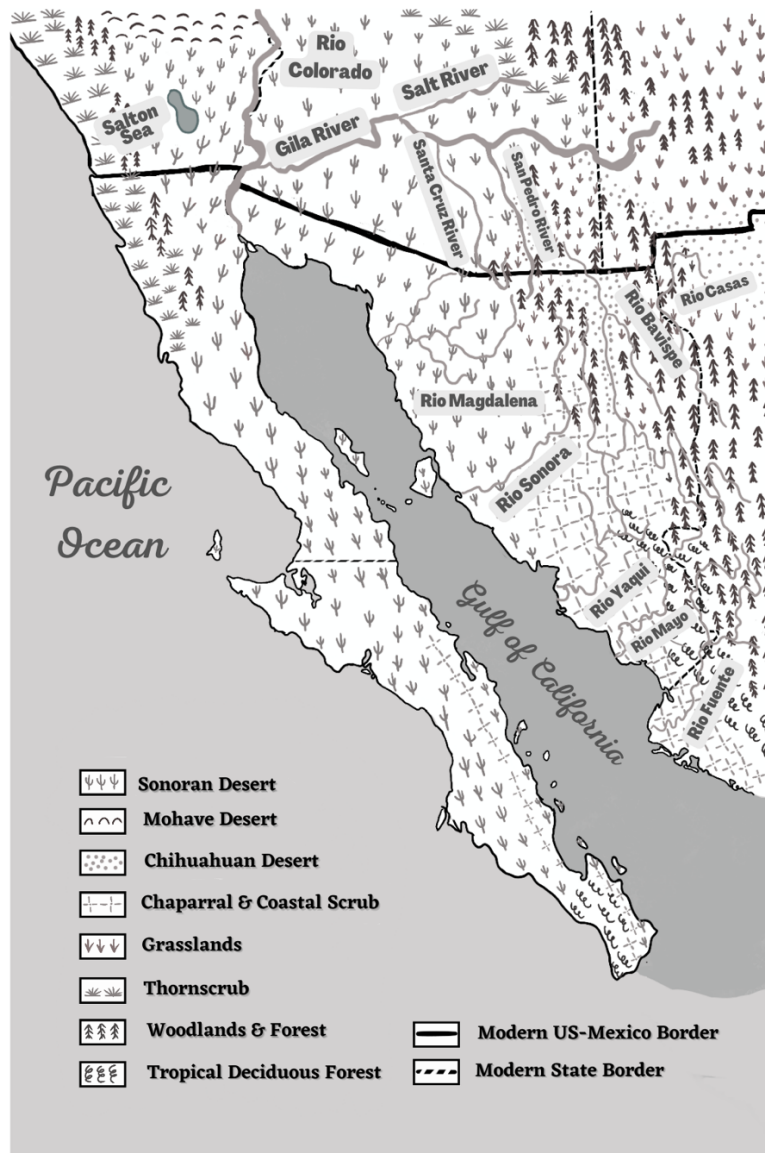 Rio
Colorado
Salt River
Salton
Sea
Gila River
Santa Cruz River
San Pedro River
Rio Casas
Rio Bavispe
Rio Magdalena
Rio Sonora
Pacific
Ocean
Rio Yaqui
Gulf of California
Rio Mayo
Rio Fuente
Sonoran Desert
Mohave Desert
Chihuahuan Desert
Chaparral & Coastal Scrub
Grasslands
Thornscrub
Woodlands & Forest
Tropical Deciduous Forest
Modern US-Mexico Border
Modern State Border